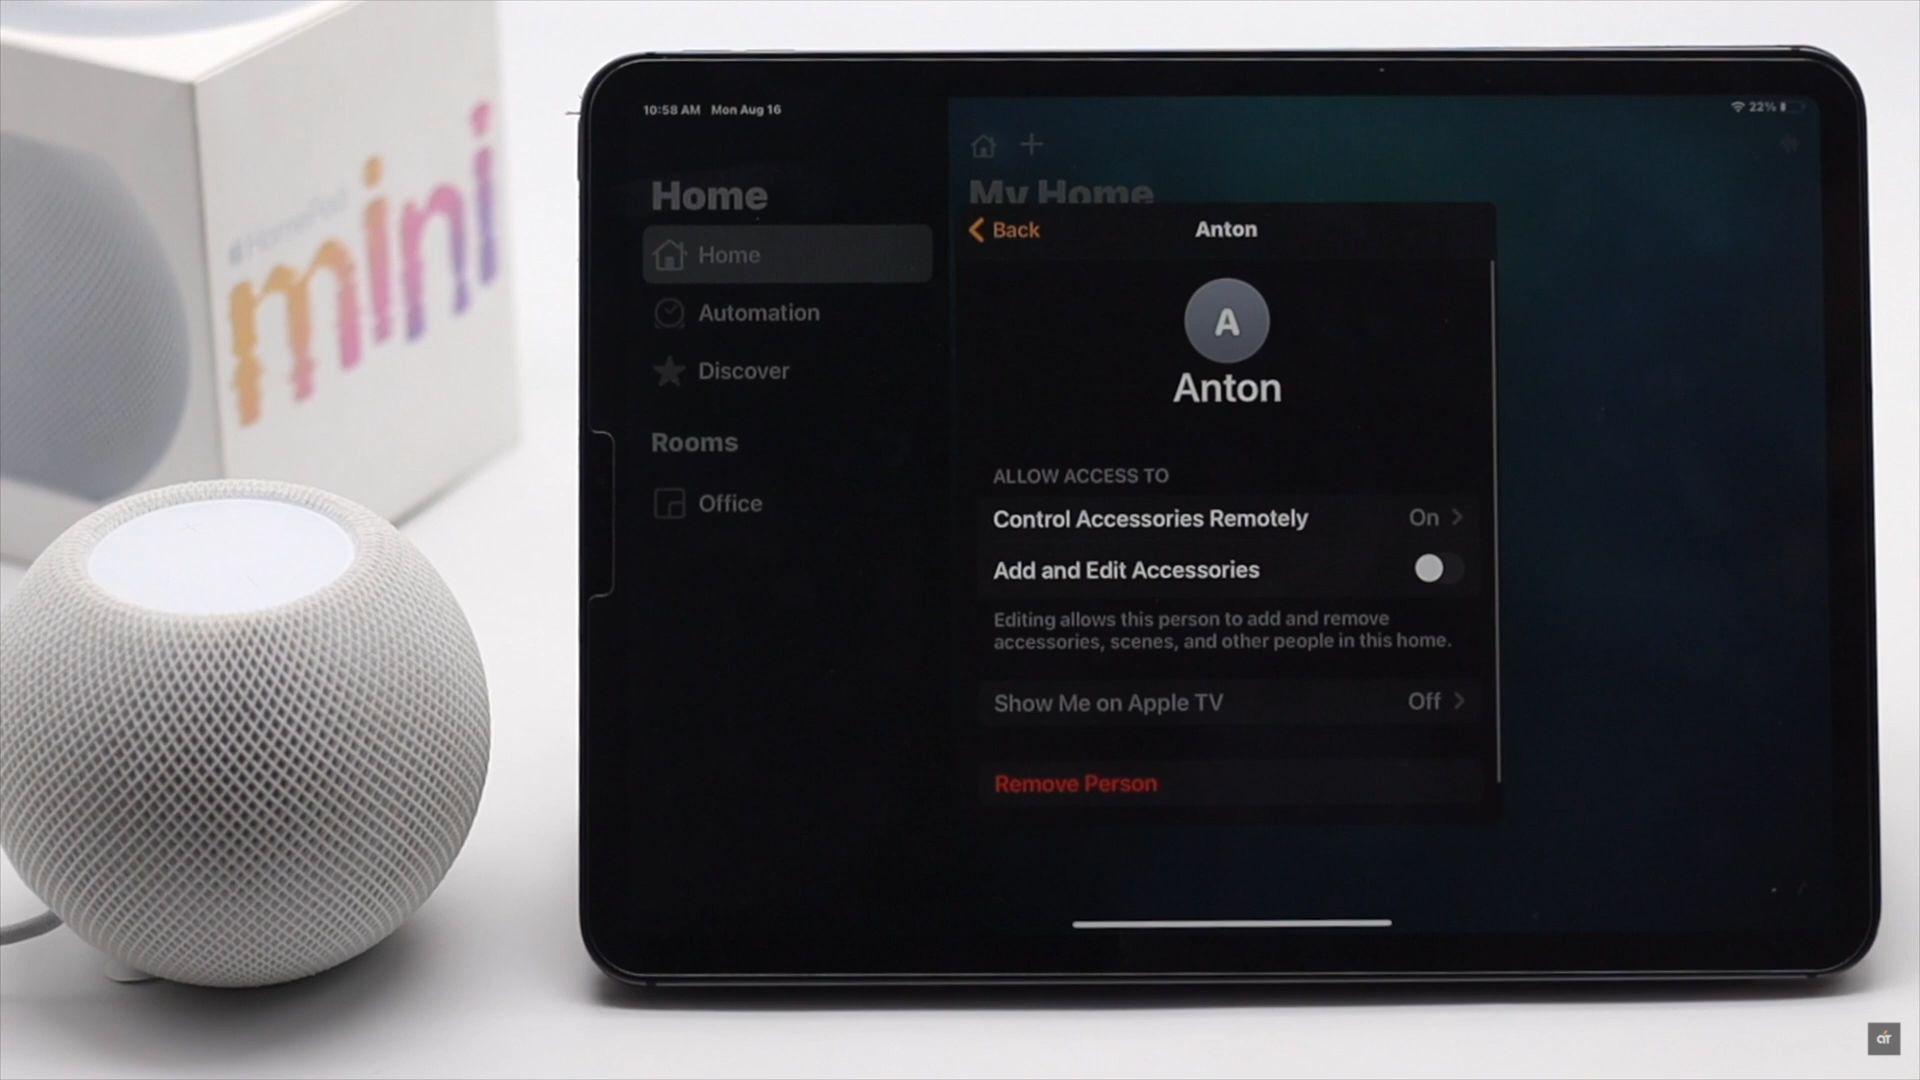 HomePod
mini
10:58 AM Mon Aug 16
22%
Home
Home
Automation
Discover
Rooms
Office
My Home
Back
Anton
A
Anton
ALLOW ACCESS TO
Control Accessories Remotely On
Add and Edit Accessories
Editing allows this person to add and remove
accessories, scenes, and other people in this home.
Show Me on Apple TV Off
Remove Person
aiT